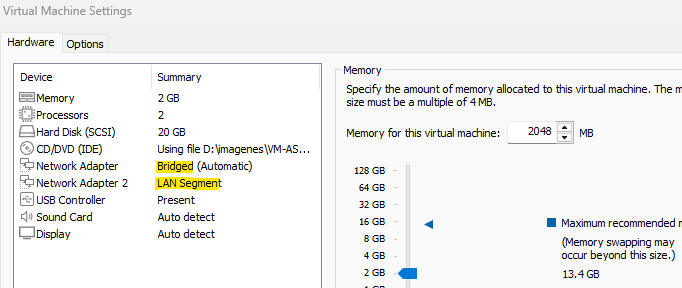 Virtual Machine Settings
Hardware Options
Device Summary
Memory 2 GB
Processors 2
Hard Disk (SCSI) 20 GB
CD/DVD (IDE) Using file D:\imagenes\VM-AS...
Network Adapter Bridged (Automatic)
Network Adapter 2 LAN Segment
USB Controller Present
Sound Card Auto detect
Display Auto detect
Memory
Specify the amount of memory allocated to this virtual machine. The m
size must be a multiple of 4 MB.
Memory for this virtual machine: 2048 MB
128 GB
64 GB
32 GB
16 GB
8 GB
4 GB
2 GB
1 GB
Maximum recommended m
(Memory swapping may
occur beyond this size.)
13.4 GB